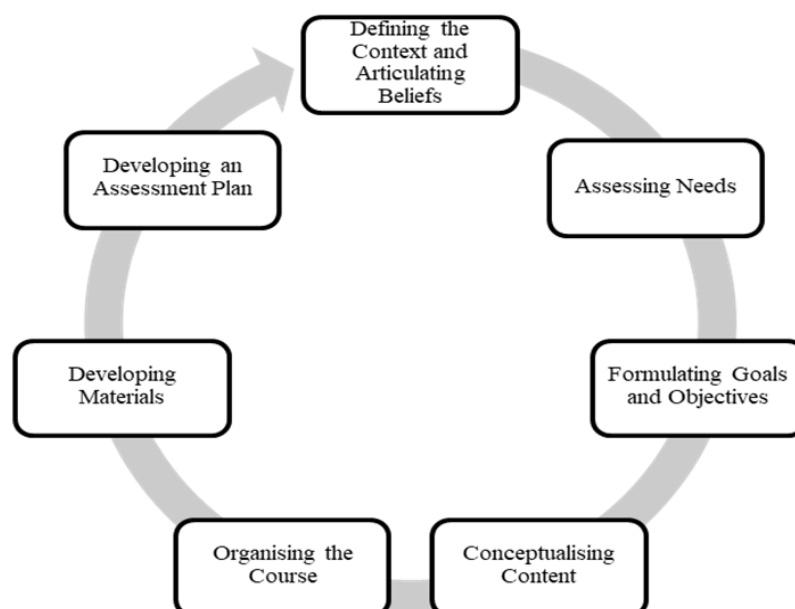 Defining the
Context and
Articulating
Beliefs
Assessing Needs
Formulating Goals
and Objectives
Conceptualising
Content
Organising the
Course
Developing
Materials
Developing an
Assessment Plan